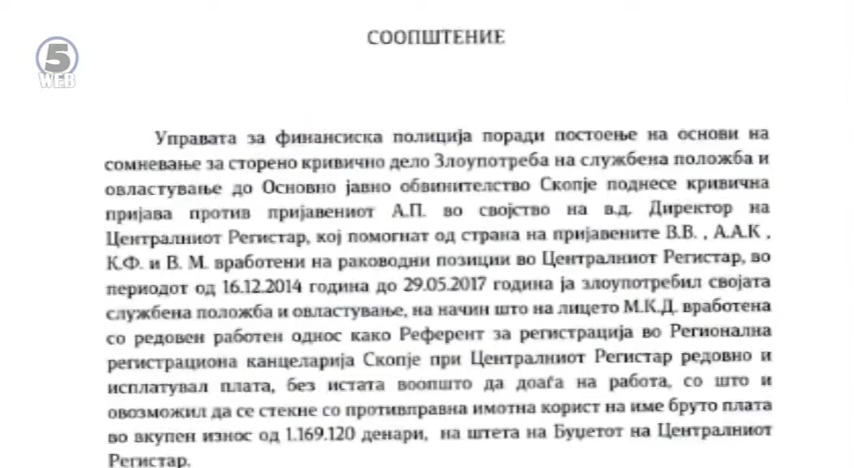 СООПШТЕНИЕ
5
WEB
Управата за финансиска полиција поради постоење на основи на
сомневање за сторено кривично дело Злоупотреба на службена положба и
овластување до Основно јавно обвинителство Скопје поднесе кривична
пријава против пријавениот А.П. во својство на в.д. Директор на
Централниот Регистар, кој помогнат од страна на пријавените В.В. , А.А.К ,
К.Ф. и В. М. вработени на раководни позиции во Централниот Регистар, во
периодот од 16.12.2014 година до 29.05.2017 година ја злоупотребил својата
службена положба и овластување, на начин што на лицето М.К.Д. вработена
со редовен работен однос како Референт за регистрација во Регионална
регистрациона канцеларија Скопје при Централниот Регистар редовно и
исплатувал плата, без истата воопшто да доаѓа на работа, со што и
овозможил да се стекне со противправна имотна корист на име бруто плата
во вкупен износ од 1.169.120 денари, на штета на Буџетот на Централниот
Регистар.